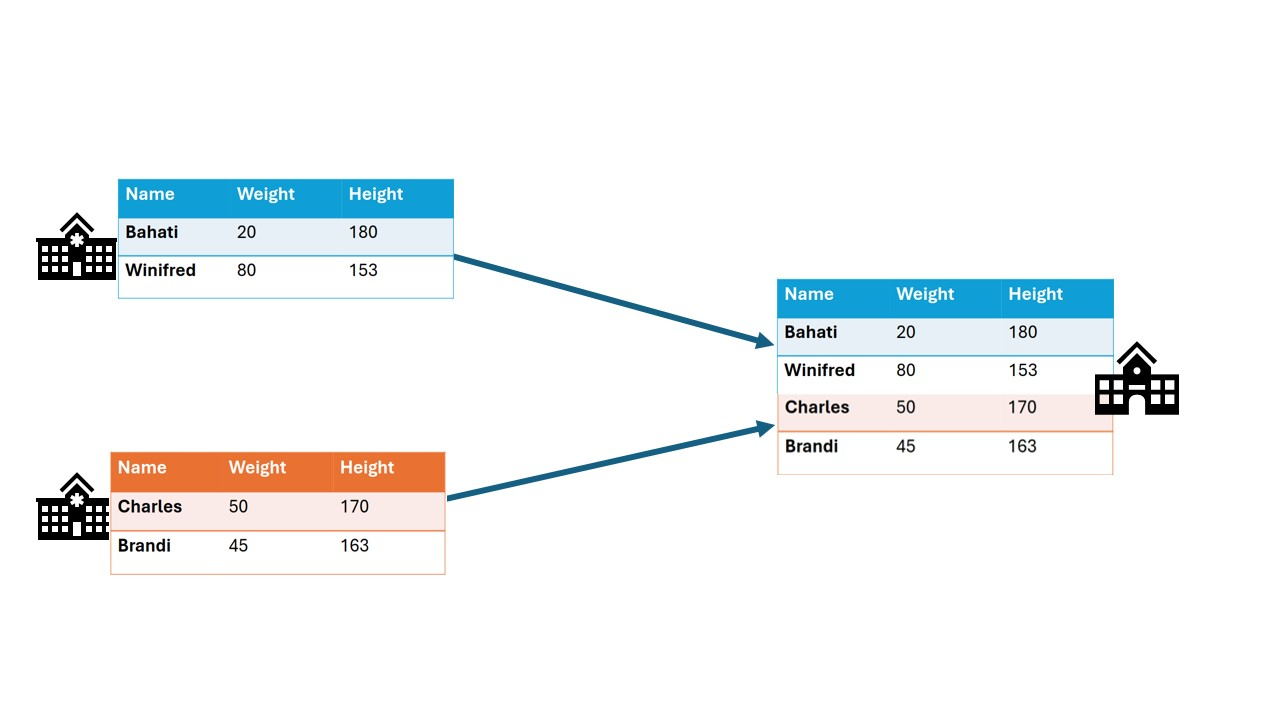 Name Weight Height
Bahati 20 180
Winifred 80 153
Name Weight Height
Charles 50 170
Brandi 45 163
Name Weight Height
Bahati 20 180
Winifred 80 153
Charles 50 170
Brandi 45 163